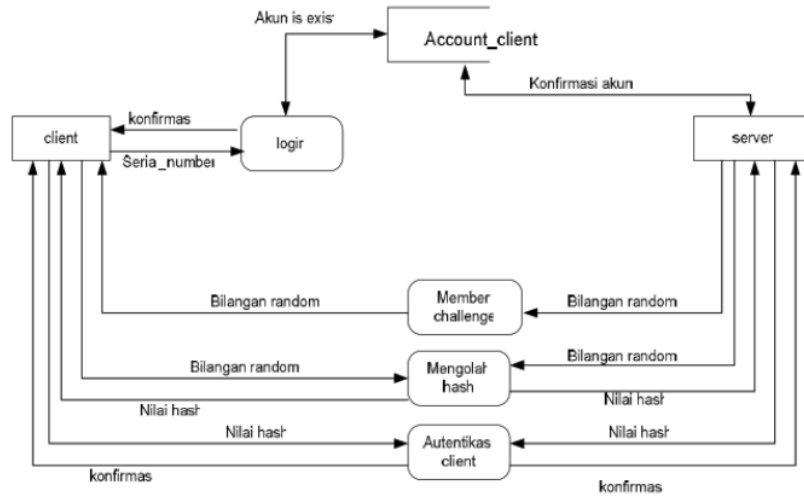 Akun is exis
Account_client
Konfirmasi akun
konfirmas
client
logir
server
Seria_number
Bilangan random
Member
challenge
Bilangan random
Bilangan random
Bilangan random
Mengolah
hash
Nilai hash
Nilai hash
Nilai hash
Autentikas
client
Nilai hash
konfirmas
konfirmas